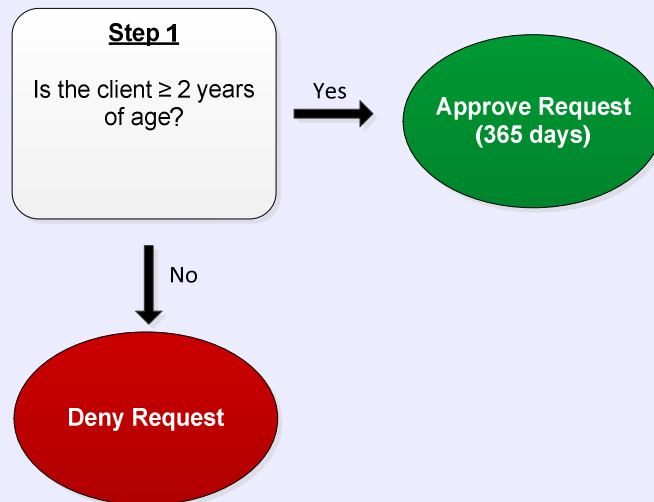 Step 1
Is the client ≥ 2 years
of age?
Yes
Approve Request
(365 days)
No
Deny Request